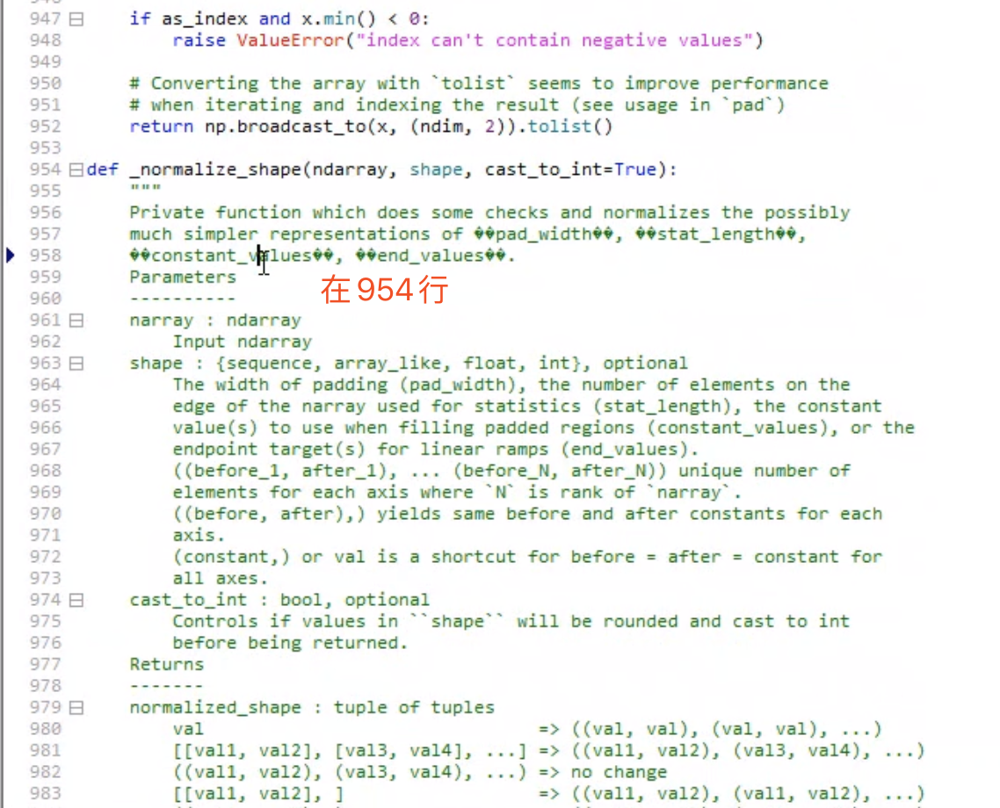 947 if as_index and x.min() < 0:
948 raise ValueError("index can't contain negative values")
949
950 # Converting the array with `tolist` seems to improve performance
951 # when iterating and indexing the result (see usage in `pad`)
952 return np.broadcast_to(x, (ndim, 2)).tolist()
953
954 def _normalize_shape(ndarray, shape, cast_to_int=True):
955 """
956 Private function which does some checks and normalizes the possibly
957 much simpler representations of ��pad_width��, ��stat_length��,
958 ��constant_values��, ��end_values��.
959 Parameters
在954行
960 ----------
961 narray : ndarray
962 Input ndarray
963 shape : {sequence, array_like, float, int}, optional
964 The width of padding (pad_width), the number of elements on the
965 edge of the narray used for statistics (stat_length), the constant
966 value(s) to use when filling padded regions (constant_values), or the
967 endpoint target(s) for linear ramps (end_values).
968 ((before_1, after_1), ... (before_N, after_N)) unique number of
969 elements for each axis where `N` is rank of `narray`.
970 ((before, after),) yields same before and after constants for each
971 axis.
972 (constant,) or val is a shortcut for before = after = constant for
973 all axes.
974 cast_to_int : bool, optional
975 Controls if values in ``shape`` will be rounded and cast to int
976 before being returned.
977 Returns
978 -------
979 normalized_shape : tuple of tuples
980 val => ((val, val), (val, val), ...)
981 [[val1, val2], [val3, val4], ...] => ((val1, val2), (val3, val4), ...)
982 ((val1, val2), (val3, val4), ...) => no change
983 [[val1, val2], ] => ((val1, val2), (val1, val2), ...)